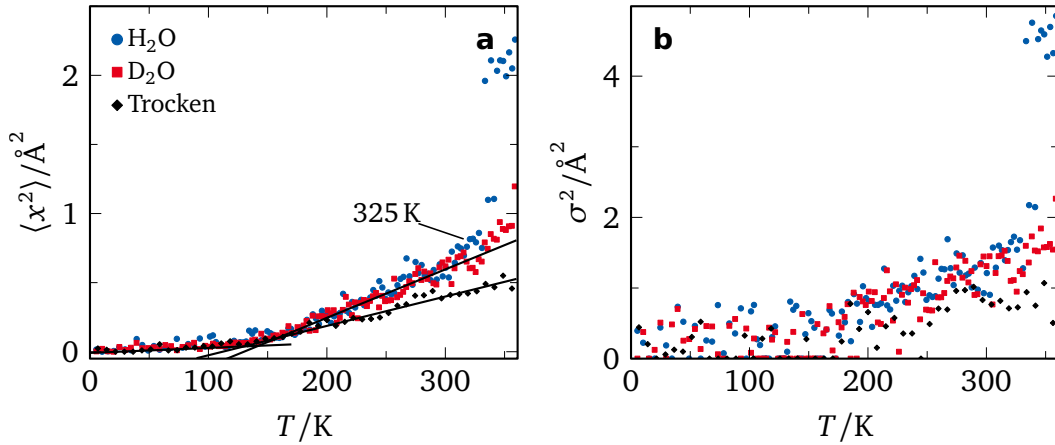 a
H₂O
D₂O
Trocken
325 K
⟨x²⟩/Å²
2
1
0
0 100 200 300
T/K
b
σ²/Å²
4
2
0
0 100 200 300
T/K